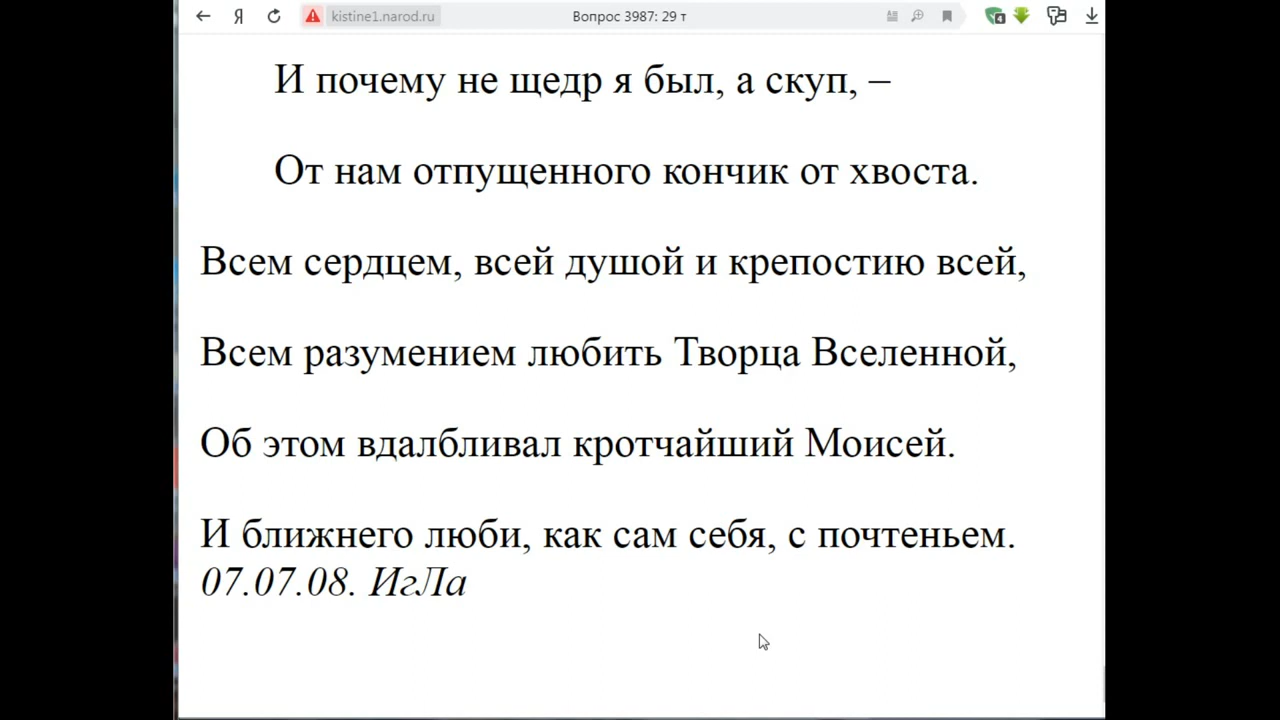 Я kistine1.narod.ru Вопрос 3987: 29 т 4
И почему не щедр я был, а скуп, –
От нам отпущенного кончик от хвоста.
Всем сердцем, всей душой и крепостию всей,
Всем разумением любить Творца Вселенной,
Об этом вдалбливал кротчайший Моисей.
И ближнего люби, как сам себя, с почтеньем.
07.07.08. ИгЛа